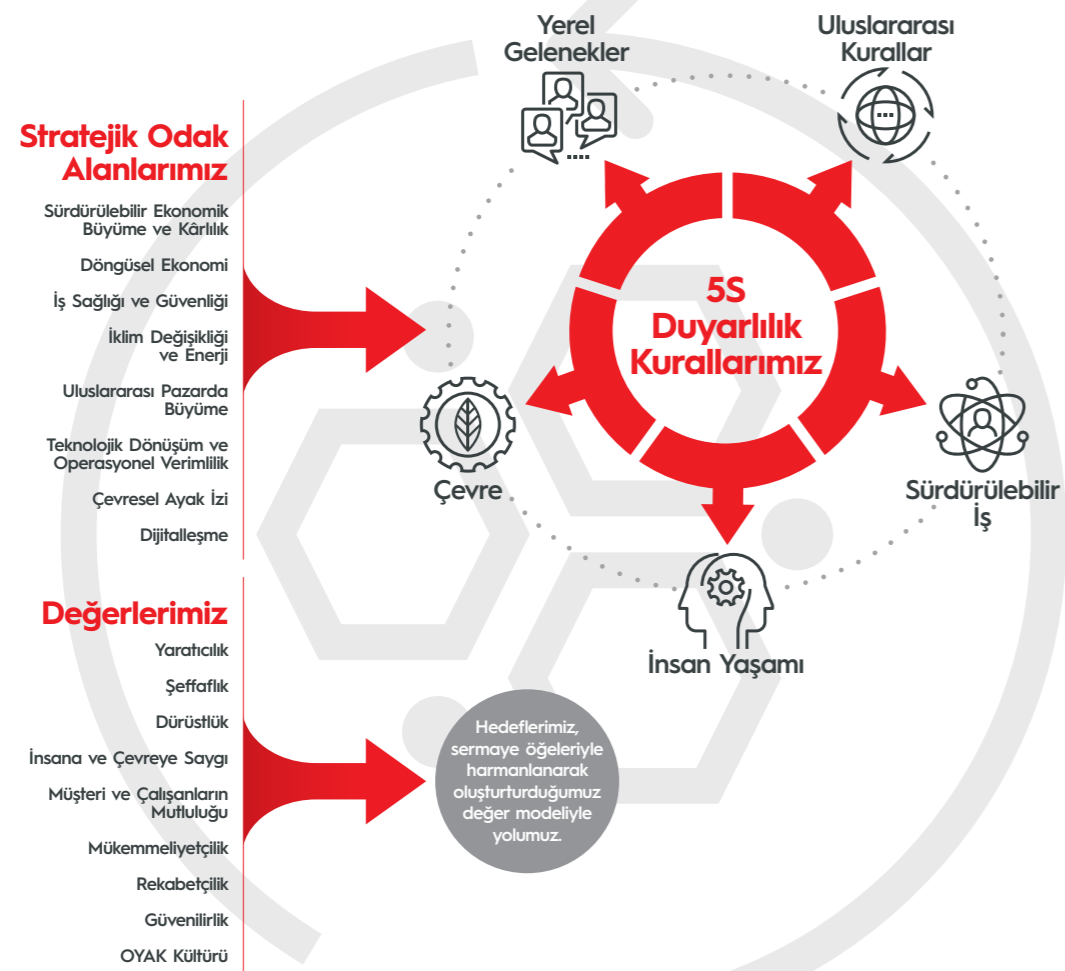 Stratejik Odak
Alanlarımız
Sürdürülebilir Ekonomik
Büyüme ve Kârlılık
Döngüsel Ekonomi
İş Sağlığı ve Güvenliği
İklim Değişikliği
ve Enerji
Uluslararası Pazarda
Büyüme
Teknolojik Dönüşüm ve
Operasyonel Verimlilik
Çevresel Ayak İzi
Dijitalleşme
Değerlerimiz
Yaratıcılık
Şeffaflık
Dürüstlük
İnsana ve Çevreye Saygı
Müşteri ve Çalışanların
Mutluluğu
Mükemmeliyetçilik
Rekabetçilik
Güvenilirlik
OYAK Kültürü
Yerel
Gelenekler
Uluslararası
Kurallar
5S
Duyarlılık
Kurallarımız
Çevre
Sürdürülebilir
İş
İnsan Yaşamı
Hedeflerimiz,
sermaye öğeleriyle
harmanlanarak
oluşturturduğumuz
değer modeliyle
yolumuz.